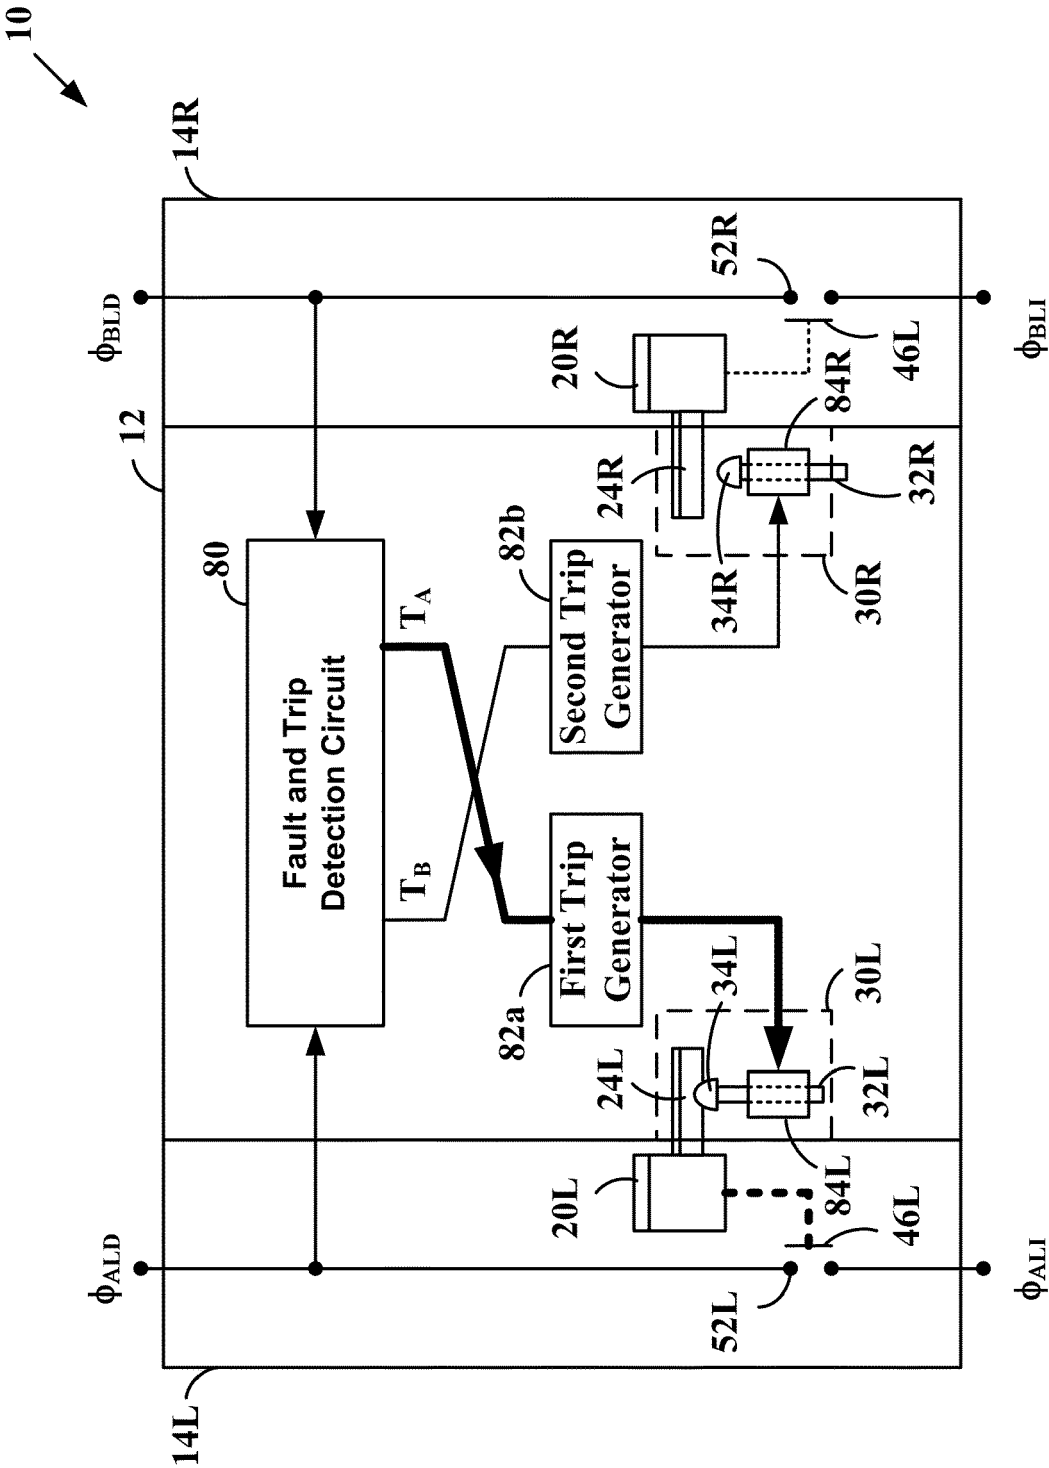 10
14R
12
14L
ϕBLD
ϕALD
80
Fault and Trip
Detection Circuit
TA
TB
82b
Second Trip
Generator
82a
First Trip
Generator
20R
24R
52R
46L
84R
32R
34R
30R
ϕBLI
20L
24L
34L
30L
32L
84L
46L
52L
ϕALI